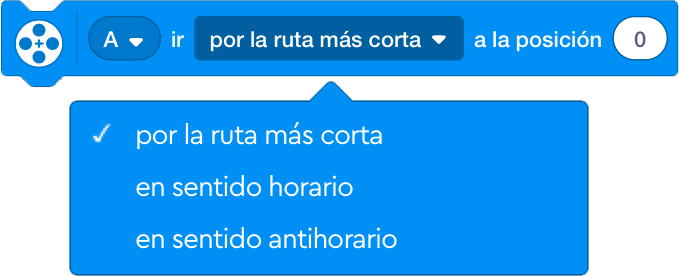 A ir por la ruta más corta a la posición 0
✓ por la ruta más corta
en sentido horario
en sentido antihorario